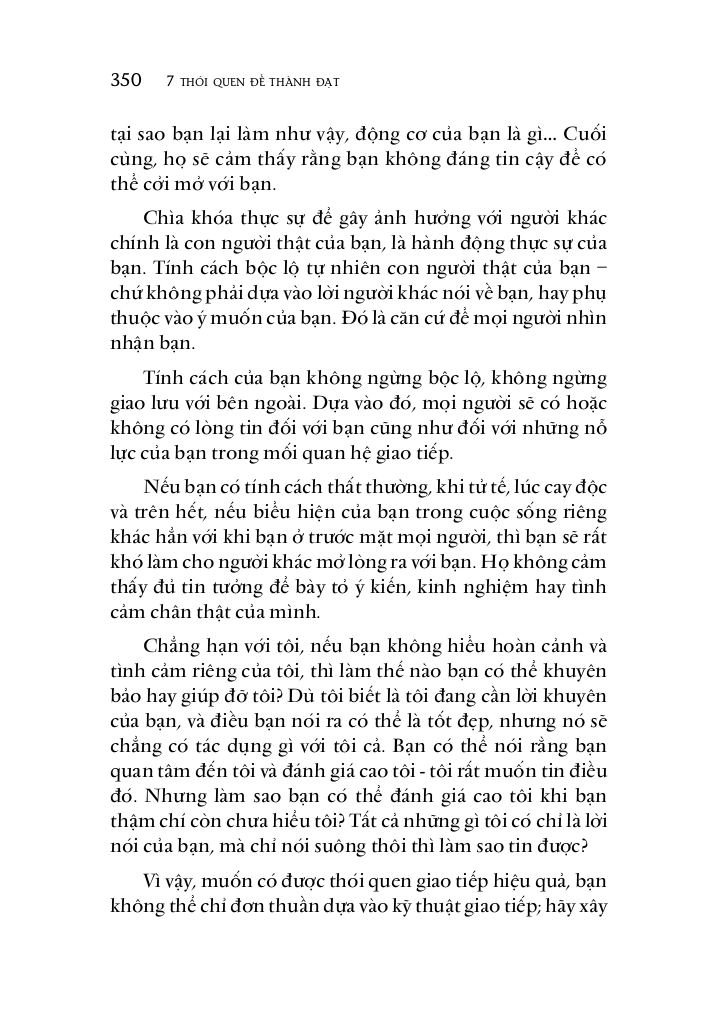 350 7 THÓI QUEN ĐỂ THÀNH ĐẠT
tại sao bạn lại làm như vậy, động cơ của bạn là gì... Cuối
cùng, họ sẽ cảm thấy rằng bạn không đáng tin cậy để có
thể cởi mở với bạn.
Chìa khóa thực sự để gây ảnh hưởng với người khác
chính là con người thật của bạn, là hành động thực sự của
bạn. Tính cách bộc lộ tự nhiên con người thật của bạn –
chứ không phải dựa vào lời người khác nói về bạn, hay phụ
thuộc vào ý muốn của bạn. Đó là căn cứ để mọi người nhìn
nhận bạn.
Tính cách của bạn không ngừng bộc lộ, không ngừng
giao lưu với bên ngoài. Dựa vào đó, mọi người sẽ có hoặc
không có lòng tin đối với bạn cũng như đối với những nỗ
lực của bạn trong mối quan hệ giao tiếp.
Nếu bạn có tính cách thất thường, khi tử tế, lúc cay độc
và trên hết, nếu biểu hiện của bạn trong cuộc sống riêng
khác hẳn với khi bạn ở trước mặt mọi người, thì bạn sẽ rất
khó làm cho người khác mở lòng ra với bạn. Họ không cảm
thấy đủ tin tưởng để bày tỏ ý kiến, kinh nghiệm hay tình
cảm chân thật của mình.
Chẳng hạn với tôi, nếu bạn không hiểu hoàn cảnh và
tình cảm riêng của tôi, thì làm thế nào bạn có thể khuyên
bảo hay giúp đỡ tôi? Dù tôi biết là tôi đang cần lời khuyên
của bạn, và điều bạn nói ra có thể là tốt đẹp, nhưng nó sẽ
chẳng có tác dụng gì với tôi cả. Bạn có thể nói rằng bạn
quan tâm đến tôi và đánh giá cao tôi - tôi rất muốn tin điều
đó. Nhưng làm sao bạn có thể đánh giá cao tôi khi bạn
thậm chí còn chưa hiểu tôi? Tất cả những gì tôi có chỉ là lời
nói của bạn, mà chỉ nói suông thôi thì làm sao tin được?
Vì vậy, muốn có được thói quen giao tiếp hiệu quả, bạn
không thể chỉ đơn thuần dựa vào kỹ thuật giao tiếp; hãy xây